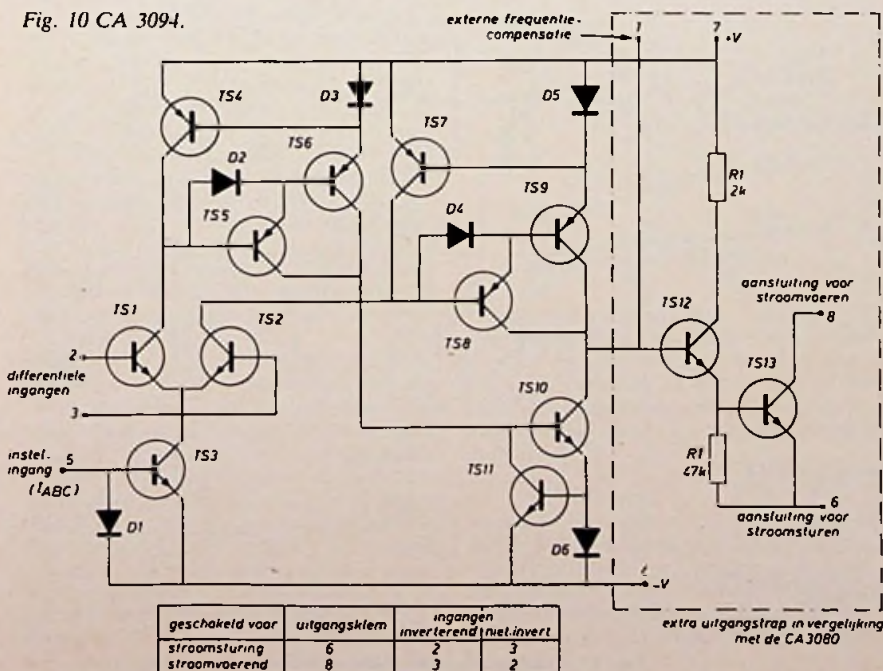 Fig. 10 CA 3094.
externe frequentie-
compensatie
1
7
+V
TS4
D3
TS7
D5
D2
TS6
TS9
R1
2k
TS5
D4
TS1
TS2
TS8
TS12
aansluiting voor
stroomvoeren
8
2
differentiele
ingangen
3
TS13
TS10
instel-
ingang
(IABC)
5
TS3
TS11
R1
47k
6
D1
D6
aansluiting voor
stroomsturen
4
-V
geschakeld voor
uitgangsklem
ingangen
inverterend
niet.invert
stroomsturing
6
2
3
stroomvoerend
8
3
2
extra uitgangstrap in vergelijking
met de CA3080